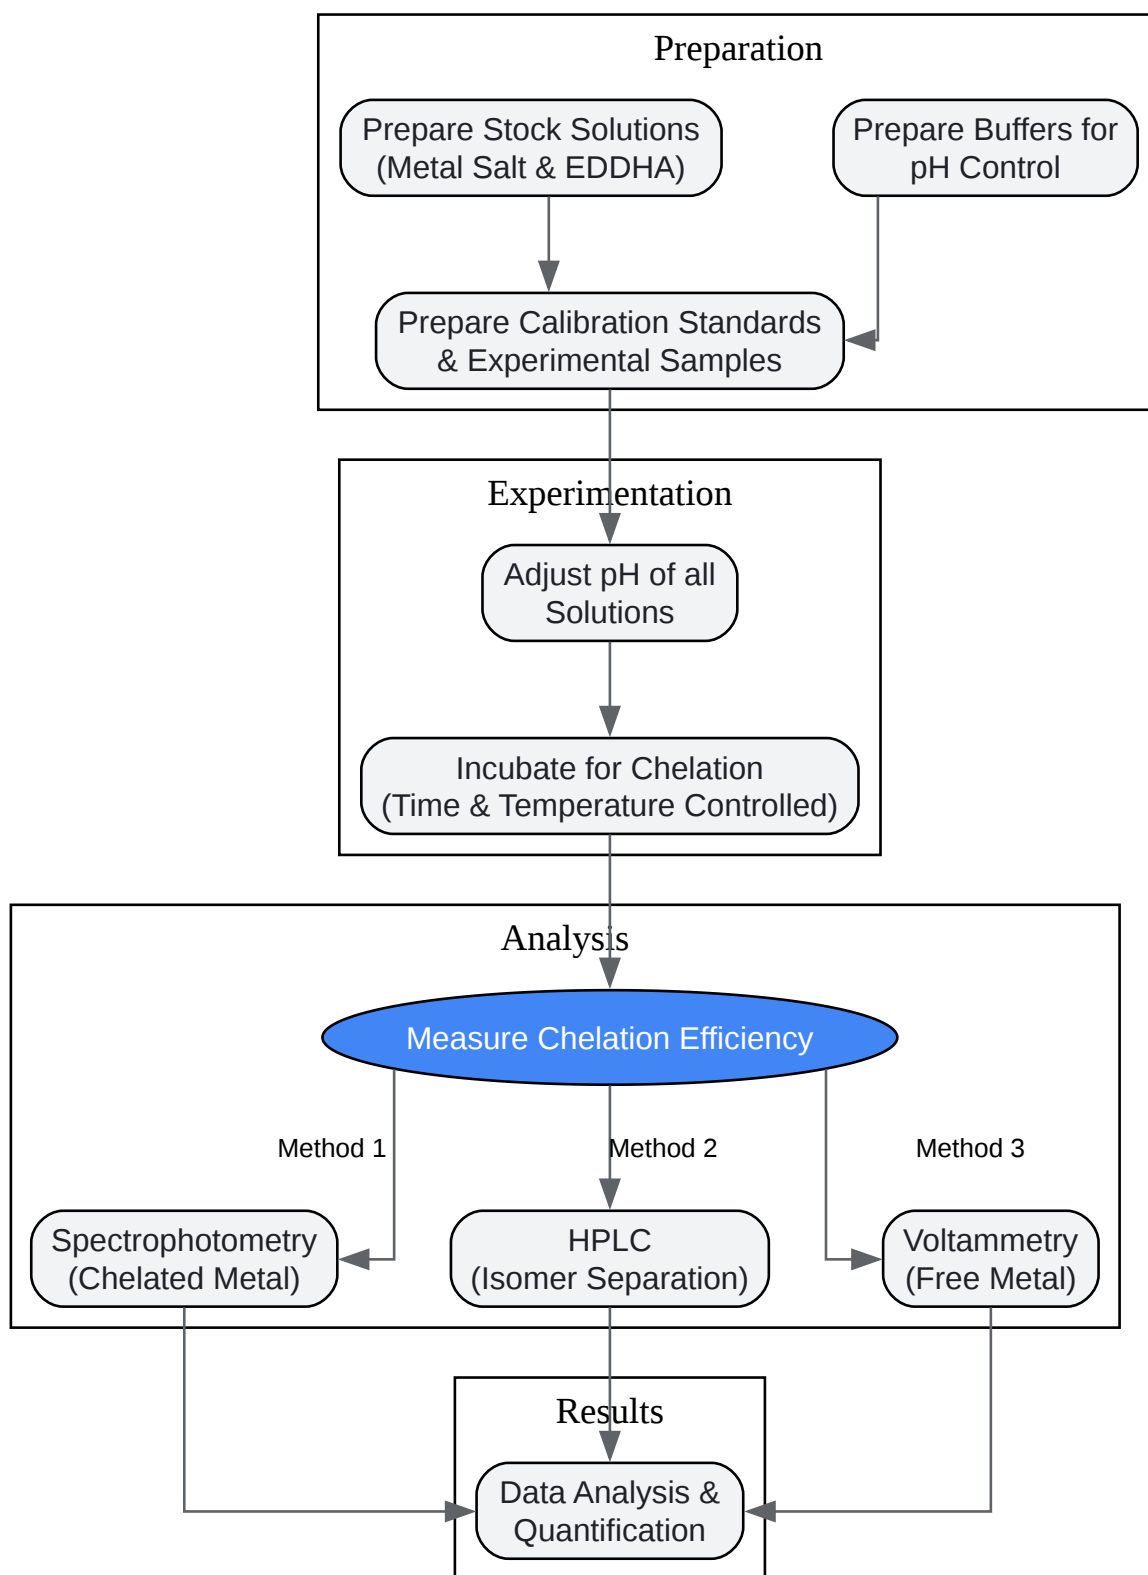 Preparation
Prepare Stock Solutions
(Metal Salt & EDDHA)
Prepare Buffers for
pH Control
Prepare Calibration Standards
& Experimental Samples
Experimentation
Adjust pH of all
Solutions
Incubate for Chelation
(Time & Temperature Controlled)
Analysis
Measure Chelation Efficiency
Method 1
Method 2
Method 3
Spectrophotometry
(Chelated Metal)
HPLC
(Isomer Separation)
Voltammetry
(Free Metal)
Results
Data Analysis &
Quantification